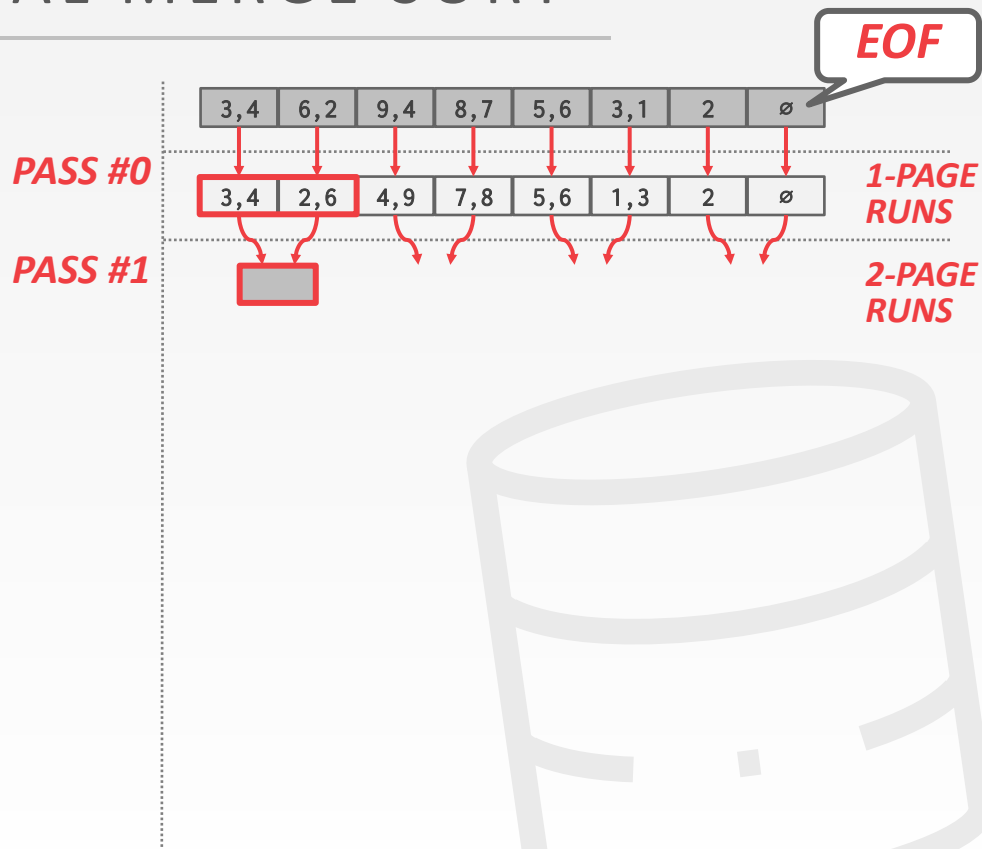 EOF
3,4 6,2 9,4 8,7 5,6 3,1 2 ∅
PASS #0
3,4 2,6 4,9 7,8 5,6 1,3 2 ∅
1-PAGE
RUNS
PASS #1
2-PAGE
RUNS